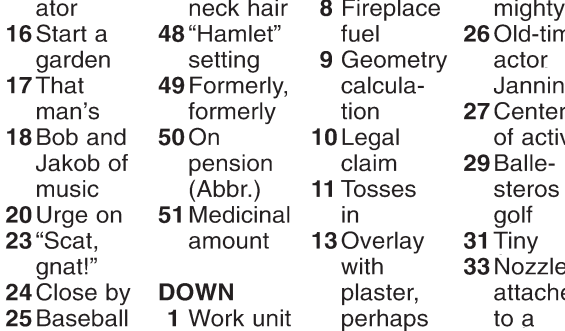 ator
16 Start a
garden
17 That
man's
18 Bob and
Jakob of
music
20 Urge on
23 “Scat,
gnat!”
24 Close by
25 Baseball
neck hair
48 “Hamlet”
setting
49 Formerly,
formerly
50 On
pension
(Abbr.)
51 Medicinal
amount
DOWN
1 Work unit
8 Fireplace
fuel
9 Geometry
calcula-
tion
10 Legal
claim
11 Tosses
in
13 Overlay
with
plaster,
perhaps
mighty
26 Old-tim
actor
Jannin
27 Center
of activ
29 Balle-
steros
golf
31 Tiny
33 Nozzle
attache
to a